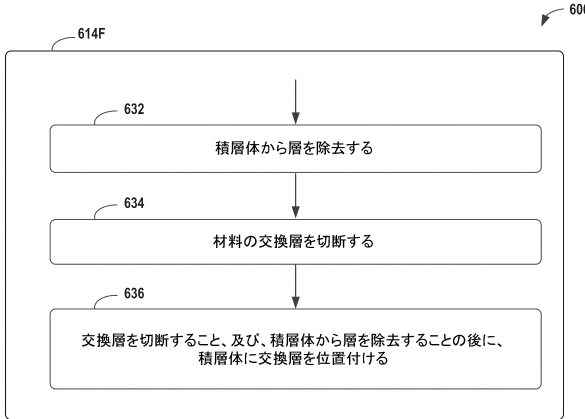 600
614F
632
積層体から層を除去する
634
材料の交換層を切断する
636
交換層を切断すること、及び、積層体から層を除去することの後に、
積層体に交換層を位置付ける